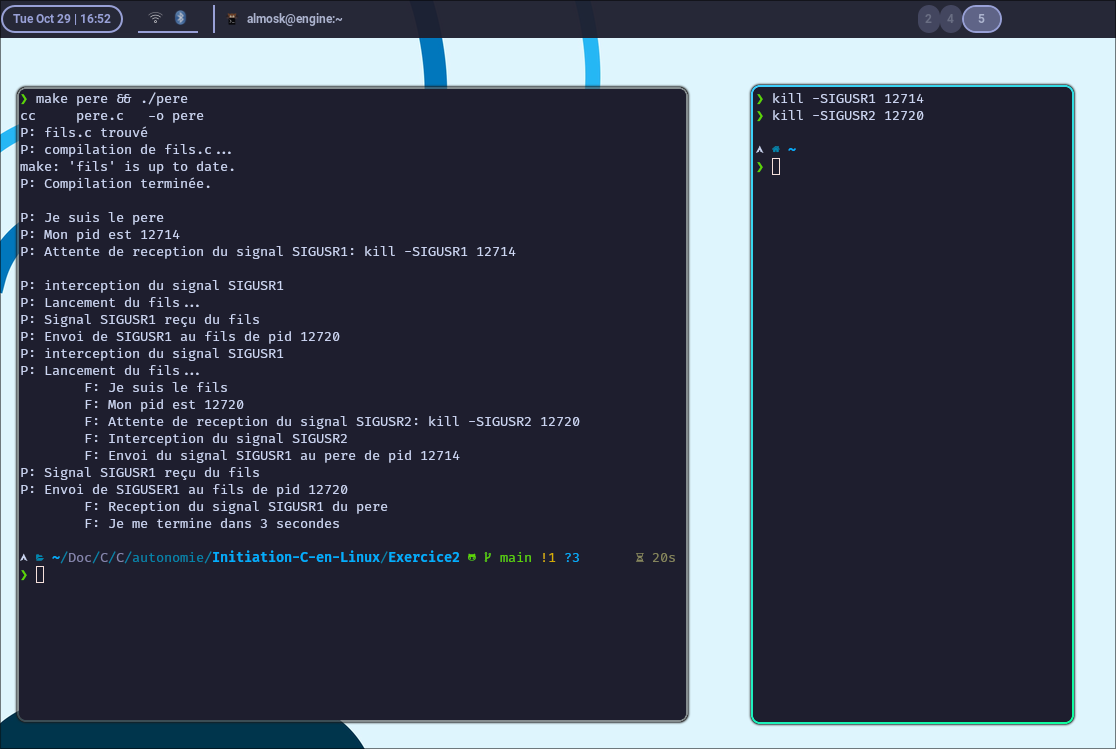 Tue Oct 29 | 16:52
almosk@engine:~
2 4 5
❯ make pere && ./pere
cc     pere.c   -o pere
P: fils.c trouvé
P: compilation de fils.c...
make: 'fils' is up to date.
P: Compilation terminée.
P: Je suis le pere
P: Mon pid est 12714
P: Attente de reception du signal SIGUSR1: kill -SIGUSR1 12714
P: interception du signal SIGUSR1
P: Lancement du fils...
P: Signal SIGUSR1 reçu du fils
P: Envoi de SIGUSR1 au fils de pid 12720
P: interception du signal SIGUSR1
P: Lancement du fils...
        F: Je suis le fils
        F: Mon pid est 12720
        F: Attente de reception du signal SIGUSR2: kill -SIGUSR2 12720
        F: Interception du signal SIGUSR2
        F: Envoi du signal SIGUSR1 au pere de pid 12714
P: Signal SIGUSR1 reçu du fils
P: Envoi de SIGUSER1 au fils de pid 12720
        F: Reception du signal SIGUSR1 du pere
        F: Je me termine dans 3 secondes
~/Doc/C/C/autonomie/Initiation-C-en-Linux/Exercice2 main !1 ?3 20s
❯
❯ kill -SIGUSR1 12714
❯ kill -SIGUSR2 12720
~
❯